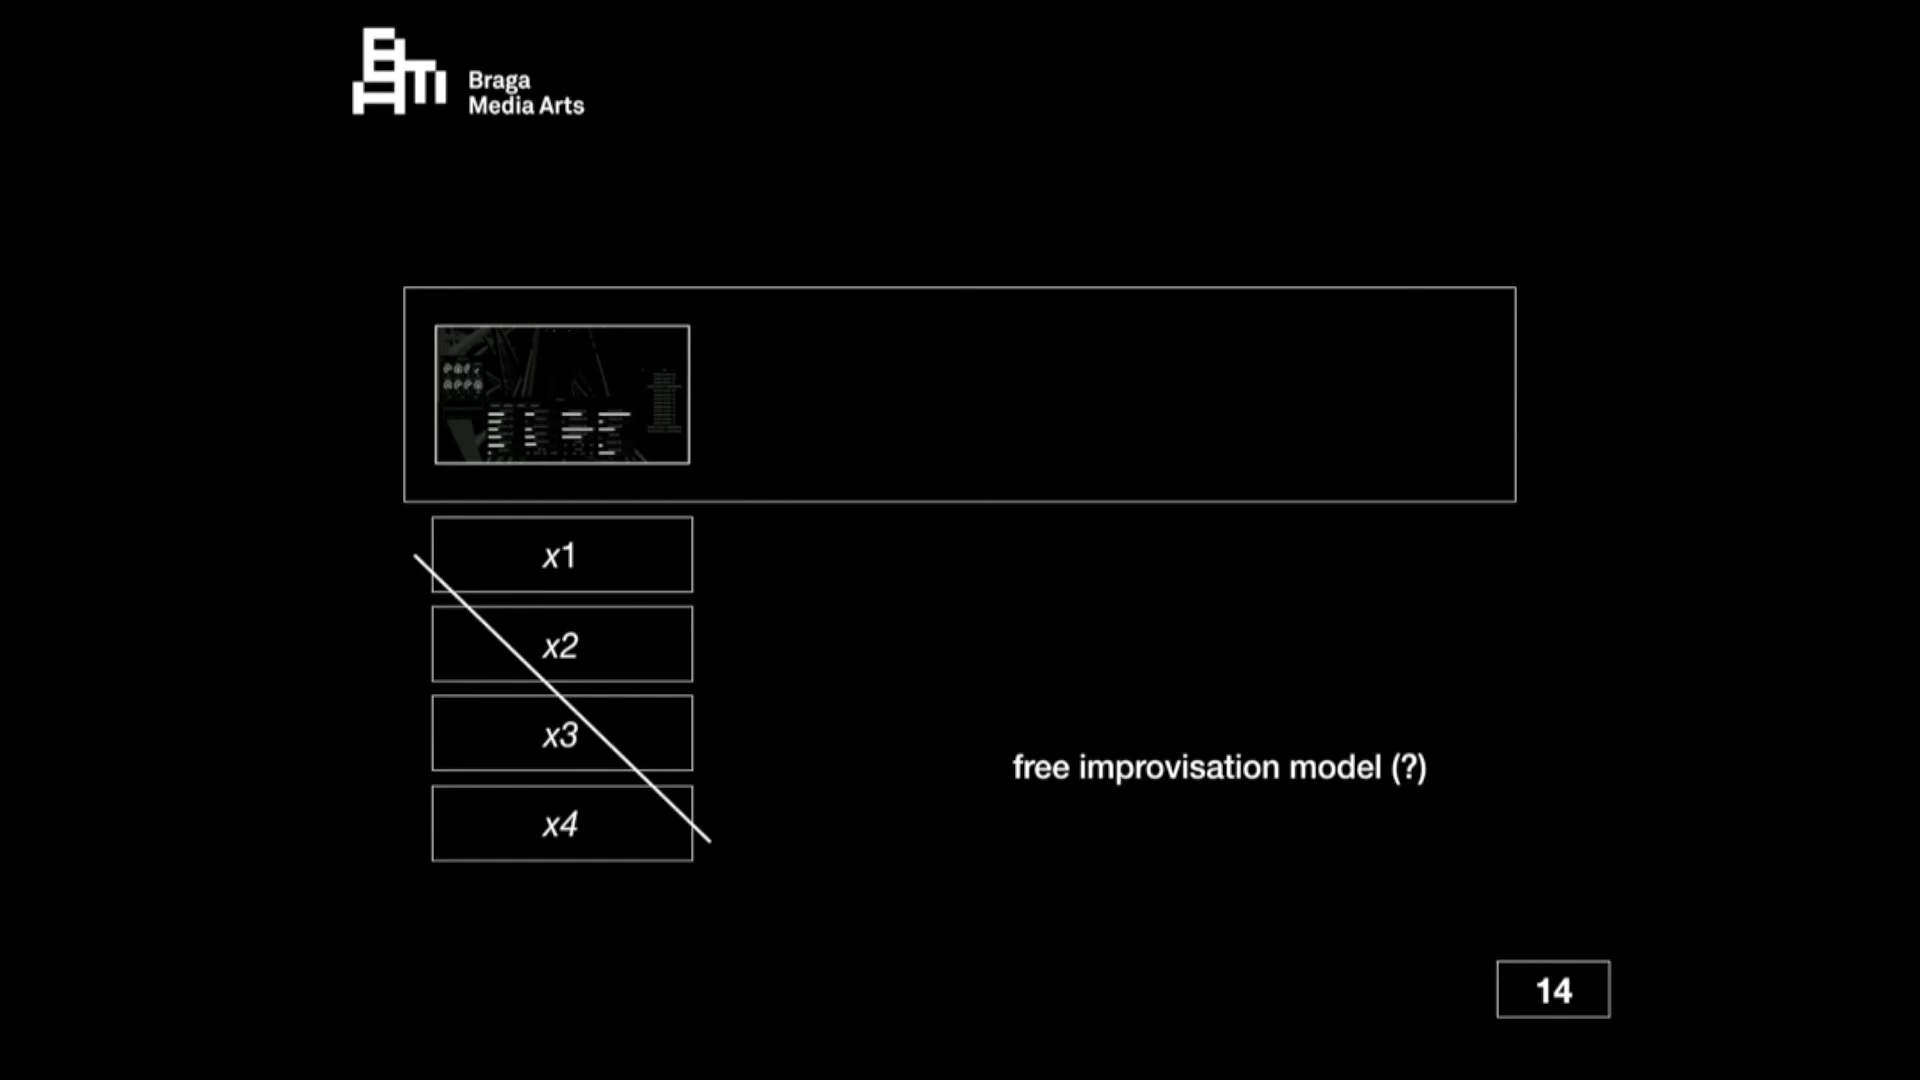 Braga
Media Arts
x1
x2
x3
x4
free improvisation model (?)
14